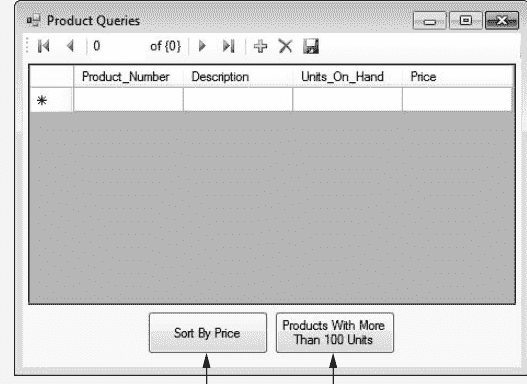 Product Queries
0 of {0}
Product_Number Description Units_On_Hand Price
Sort By Price
Products With More
Than 100 Units